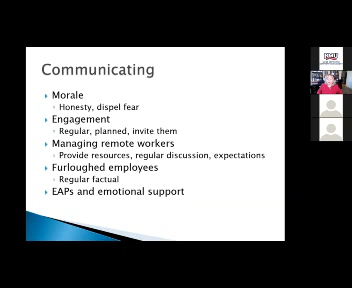 Communicating
Morale
Honesty, dispel fear
Engagement
Regular, planned, invite them
Managing remote workers
Provide resources, regular discussion, expectations
Furloughed employees
Regular factual
EAPs and emotional support